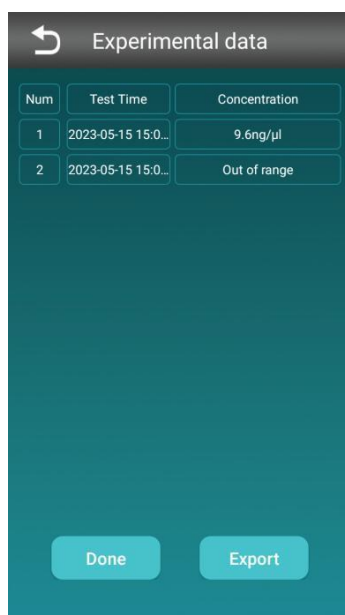 Experimental data
Num Test Time Concentration
1 2023-05-15 15:0... 9.6ng/µl
2 2023-05-15 15:0... Out of range
Done Export